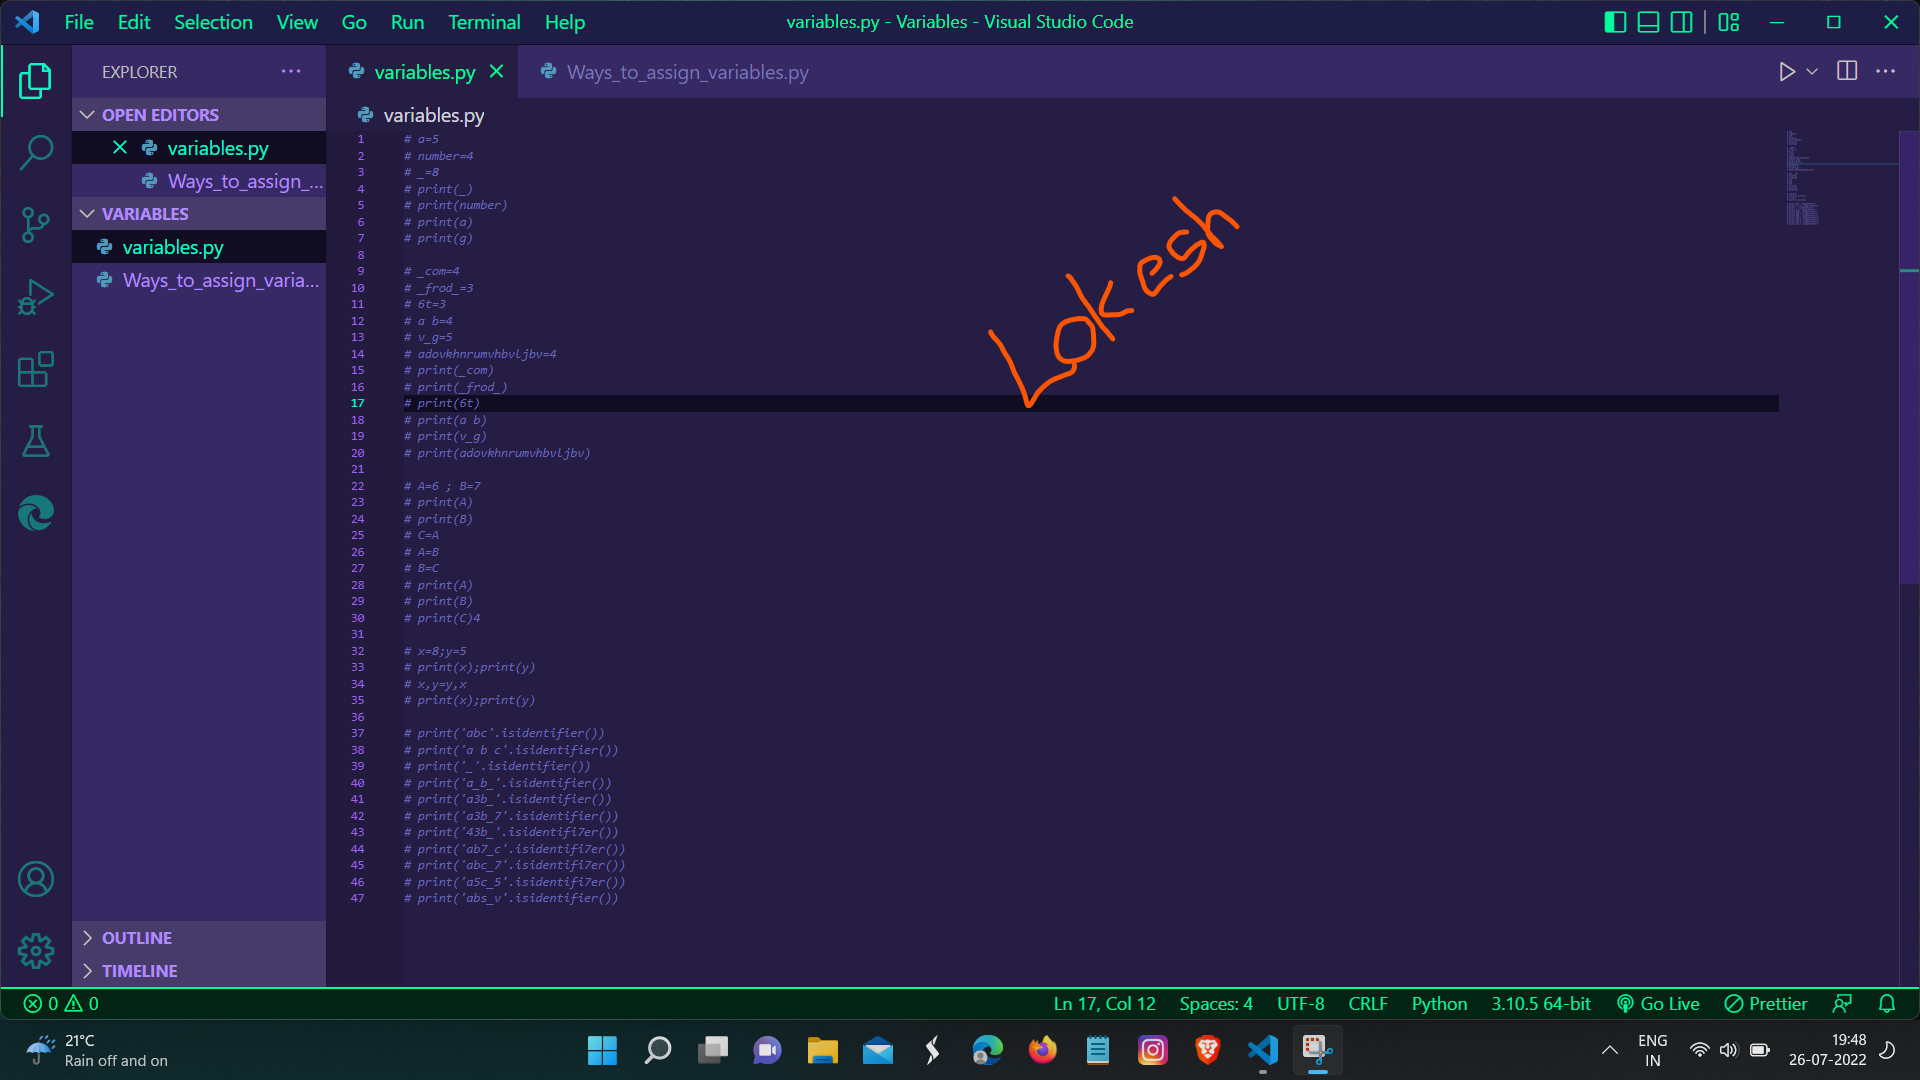 File Edit Selection View Go Run Terminal Help variables.py - Variables - Visual Studio Code
EXPLORER
variables.py Ways_to_assign_variables.py
OPEN EDITORS
variables.py
Ways_to_assign_...
VARIABLES
variables.py
Ways_to_assign_varia...
OUTLINE
TIMELINE
variables.py
1 # a=5
2 # number=4
3 # _=8
4 # print(_)
5 # print(number)
6 # print(a)
7 # print(g)
8
9 # _com=4
10 # _frod_=3
11 # 6t=3
12 # a b=4
13 # v_g=5
14 # adovkhnrumvhbvljbv=4
15 # print(_com)
16 # print(_frod_)
17 # print(6t)
18 # print(a b)
19 # print(v_g)
20 # print(adovkhnrumvhbvljbv)
21
22 # A=6 ; B=7
23 # print(A)
24 # print(B)
25 # C=A
26 # A=B
27 # B=C
28 # print(A)
29 # print(B)
30 # print(C)4
31
32 # x=8;y=5
33 # print(x);print(y)
34 # x,y=y,x
35 # print(x);print(y)
36
37 # print('abc'.isidentifier())
38 # print('a b c'.isidentifier())
39 # print('_'.isidentifier())
40 # print('a_b_'.isidentifier())
41 # print('a3b_'.isidentifier())
42 # print('a3b_7'.isidentifier())
43 # print('43b_'.isidentifi7er())
44 # print('ab7_c'.isidentifi7er())
45 # print('abc_7'.isidentifi7er())
46 # print('a5c_5'.isidentifi7er())
47 # print('abs_v'.isidentifier())
Lokesh
0 0 Ln 17, Col 12 Spaces: 4 UTF-8 CRLF Python 3.10.5 64-bit Go Live Prettier
21°C
Rain off and on
ENG
IN
19:48
26-07-2022